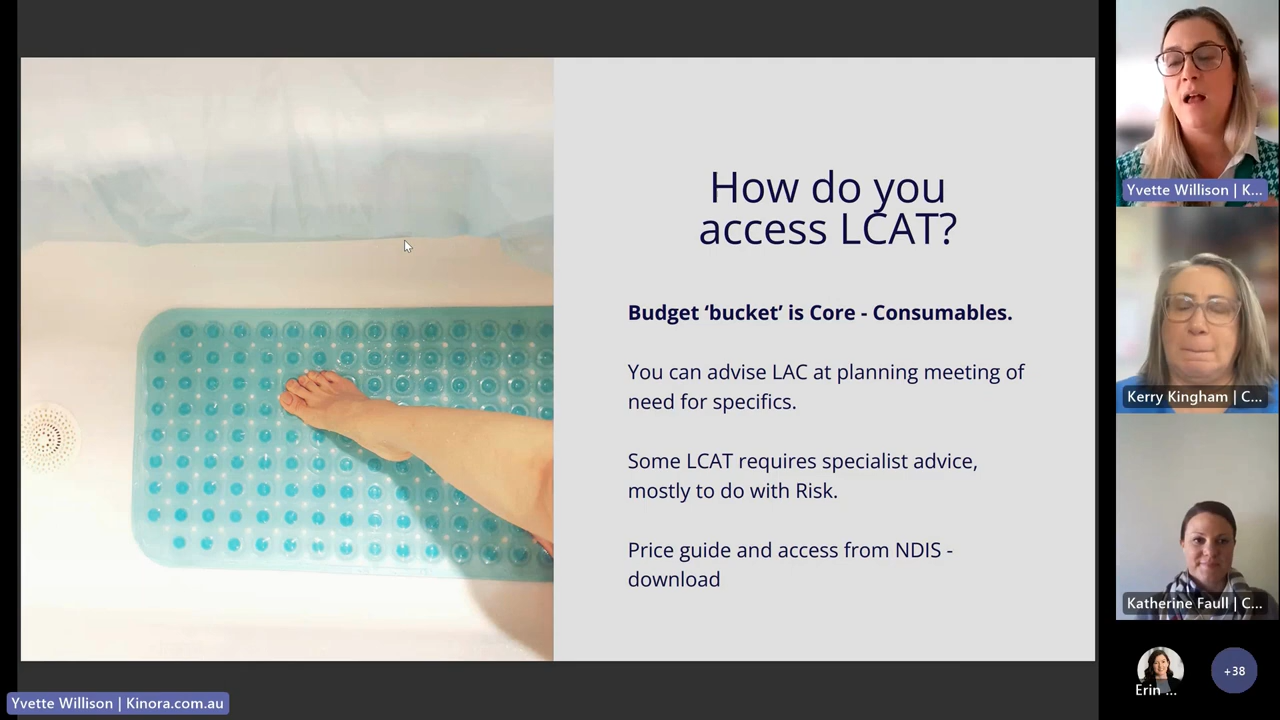 How do you
access LCAT?
Budget ‘bucket’ is Core - Consumables.
You can advise LAC at planning meeting of
need for specifics.
Some LCAT requires specialist advice,
mostly to do with Risk.
Price guide and access from NDIS -
download
Yvette Willison | K...
Kerry Kingham | C...
Katherine Faull | C...
Erin ...
+38
Yvette Willison | Kinora.com.au